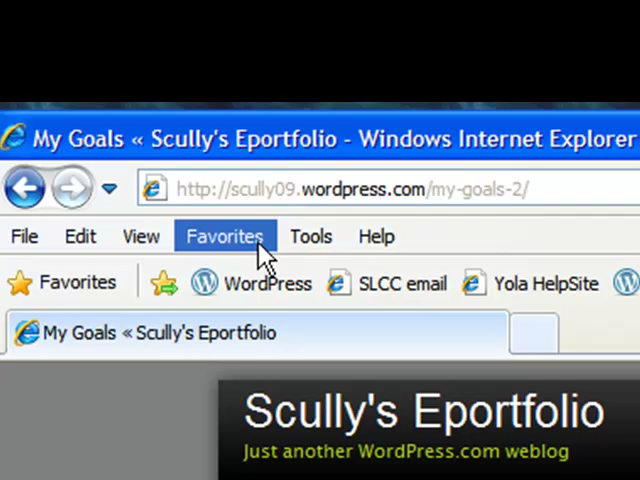 My Goals « Scully's Eportfolio - Windows Internet Explorer
http://scully09.wordpress.com/my-goals-2/
File Edit View Favorites Tools Help
Favorites WordPress SLCC email Yola HelpSite
My Goals « Scully's Eportfolio
Scully's Eportfolio
Just another WordPress.com weblog